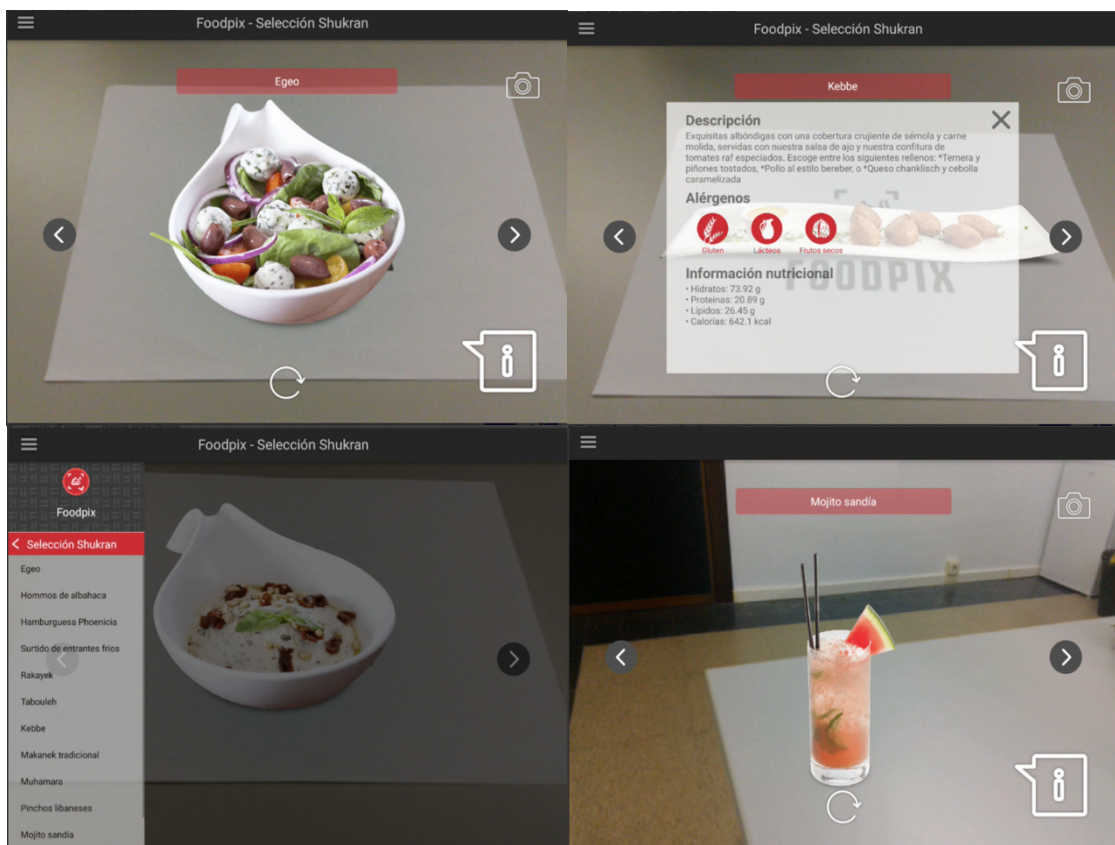 Foodpix - Selección Shukran
Egeo
Foodpix - Selección Shukran
Kebbe
Descripción
Exquisitas albóndigas con una cobertura crujiente de sémola y carne
molida, servidas con nuestra salsa de ajo y nuestra confitura de
tomates raf especiados. Escoge entre los siguientes rellenos: *Ternera y
piñones tostados, *Pollo al estilo bereber, o *Queso chanklisch y cebolla
caramelizada
Alérgenos
Gluten Lácteos Frutos secos
FOODPIX
Información nutricional
• Hidratos: 73.92 g
• Proteinas: 20.89 g
• Lipidos: 26.45 g
• Calorías: 642.1 kcal
Foodpix - Selección Shukran
Foodpix
Selección Shukran
Egeo
Hommos de albahaca
Hamburguesa Phoenicia
Surtido de entrantes frios
Rakayek
Tabouleh
Kebbe
Makanek tradicional
Muhamara
Pinchos libaneses
Mojito sandía
Mojito sandía